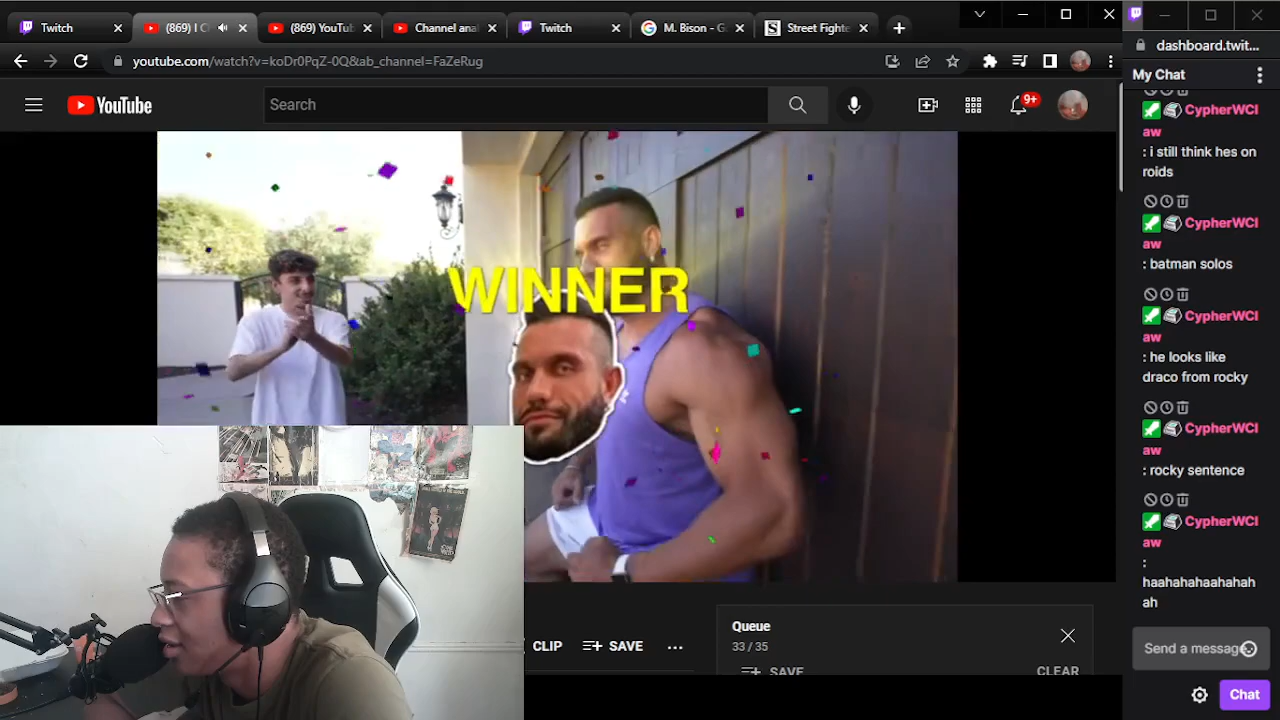 Twitch
(869) I C
(869) YouTub
Channel anal
Twitch
M. Bison - G
Street Fighte
youtube.com/watch?v=koDr0PqZ-0Q&ab_channel=FaZeRug
dashboard.twit...
YouTube
Search
9+
My Chat
CypherWCl
aw
: i still think hes on
roids
CypherWCl
aw
: batman solos
CypherWCl
aw
: he looks like
draco from rocky
CypherWCl
aw
: rocky sentence
CypherWCl
aw
:
haahahahaahahah
ah
WINNER
CLIP
SAVE
...
Queue
33 / 35
SAVE
CLEAR
Send a message
Chat